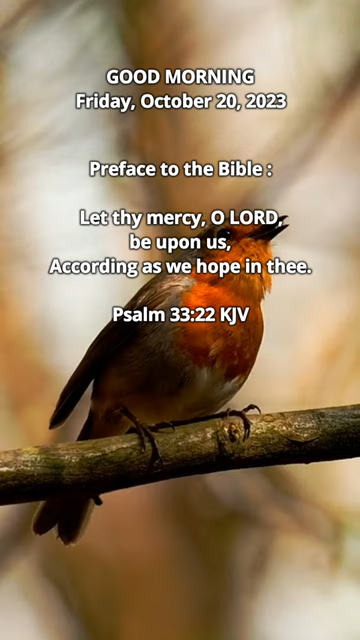 GOOD MORNING
Friday, October 20, 2023
Preface to the Bible :
Let thy mercy, O LORD,
be upon us,
According as we hope in thee.
Psalm 33:22 KJV